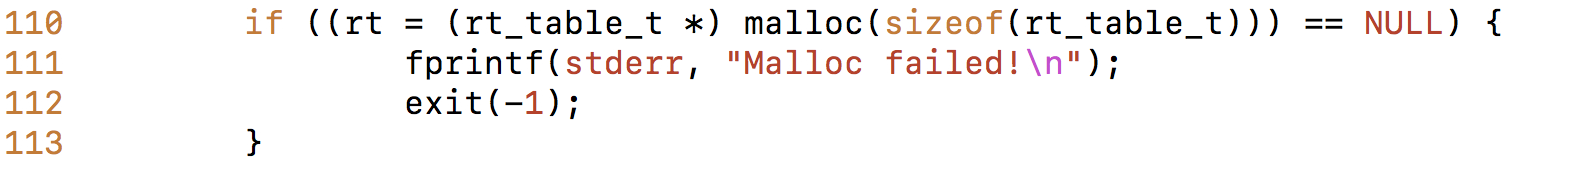 110 if ((rt = (rt_table_t *) malloc(sizeof(rt_table_t))) == NULL) {
111 fprintf(stderr, "Malloc failed!\n");
112 exit(-1);
113 }